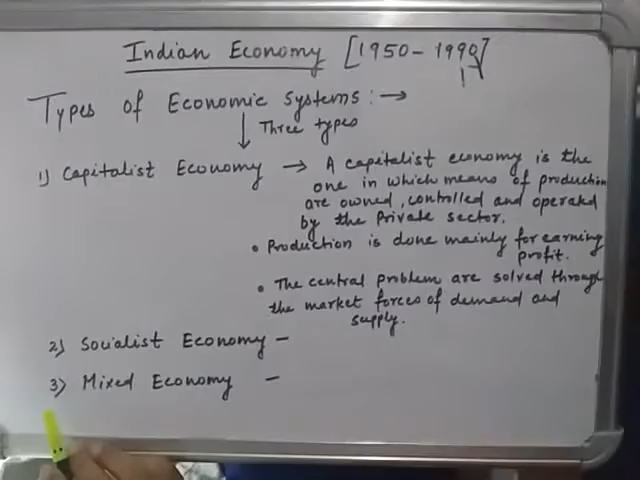 Indian Economy [1950-1990]
Types of Economic Systems : →
Three types
1) Capitalist Economy → A capitalist economy is the
one in which means of production
are owned, controlled and operated
by the Private sector.
• Production is done mainly for earning
profit.
• The central problem are solved through
the market forces of demand and
supply.
2) Socialist Economy -
3) Mixed Economy -